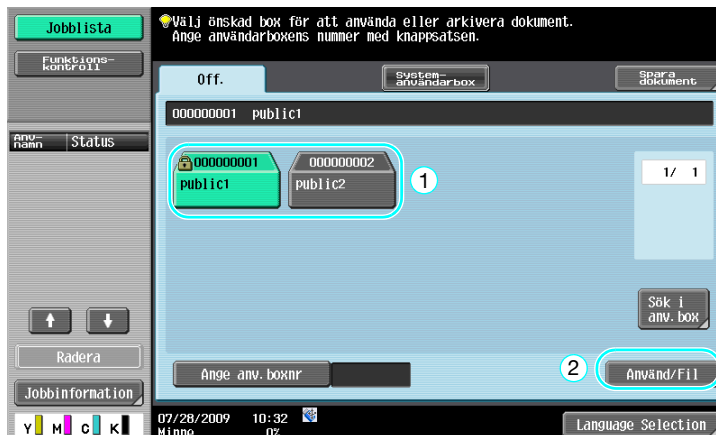 Jobblista
Välj önskad box för att använda eller arkivera dokument.
Ange användarboxens nummer med knappsatsen.
Funktions-
kontroll
Off.
System-
användarbox
Spara
dokument
000000001 public1
Anv-
namn Status
000000001
public1
000000002
public2
1
1/ 1
Sök i
anv.box
Radera
Ange anv.boxnr
2
Använd/Fil
Jobbinformation
Y M C K
07/28/2009 10:32
Minne 0%
Language Selection